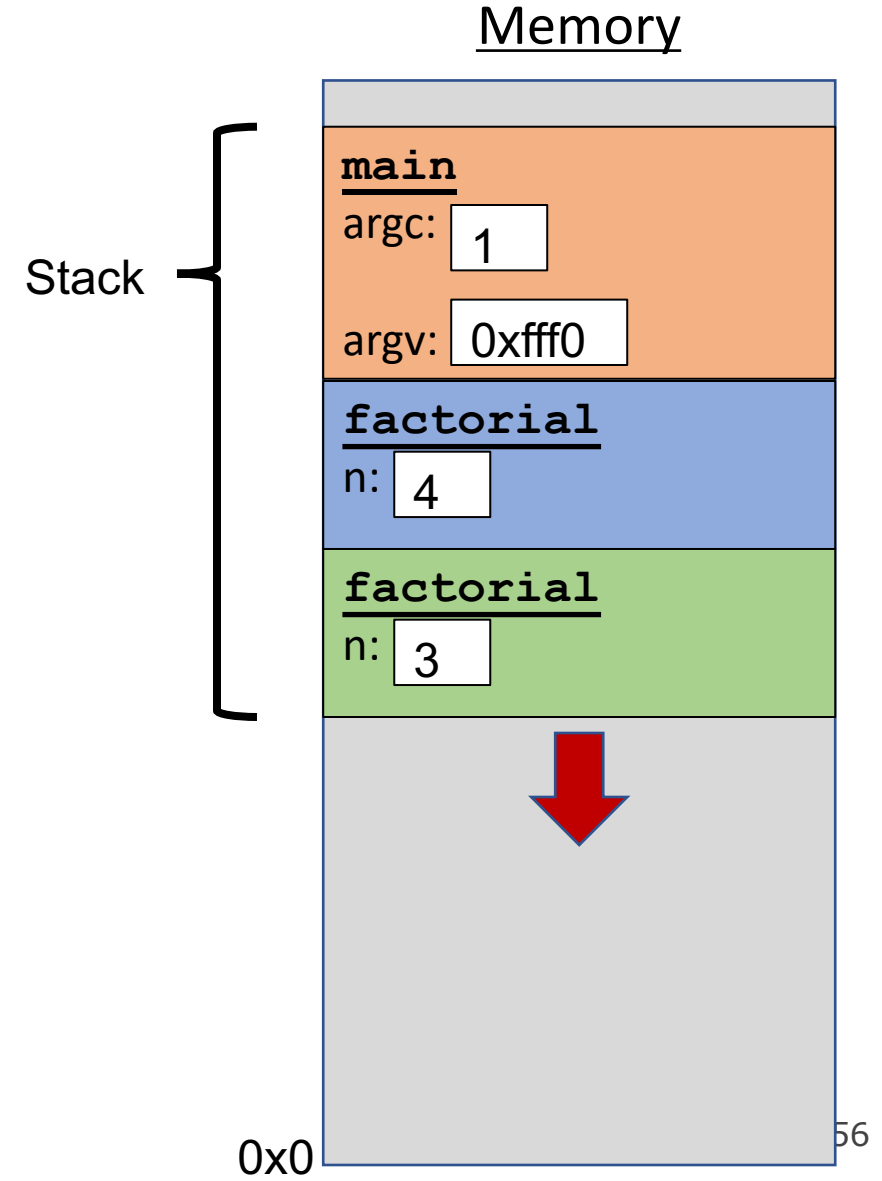 Memory
main
argc: 1
Stack
argv: 0xfff0
factorial
n: 4
factorial
n: 3
56
0x0